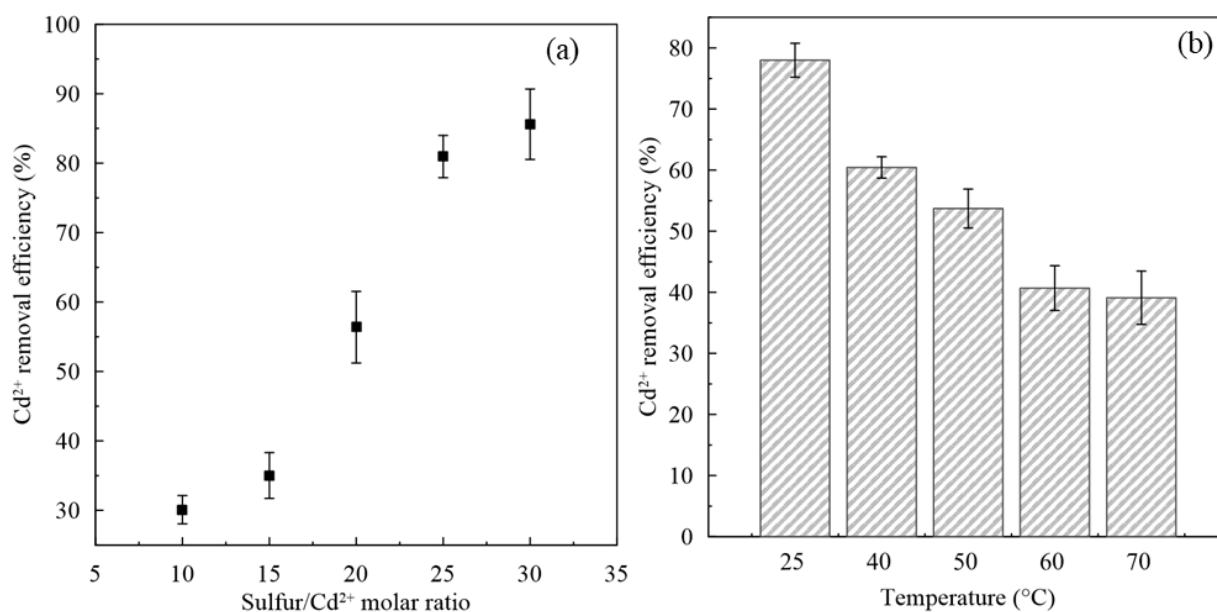 (a)
Cd²⁺ removal efficiency (%)
100
90
80
70
60
50
40
30
5 10 15 20 25 30 35
Sulfur/Cd²⁺ molar ratio
(b)
Cd²⁺ removal efficiency (%)
80
70
60
50
40
30
20
10
0
25 40 50 60 70
Temperature (°C)